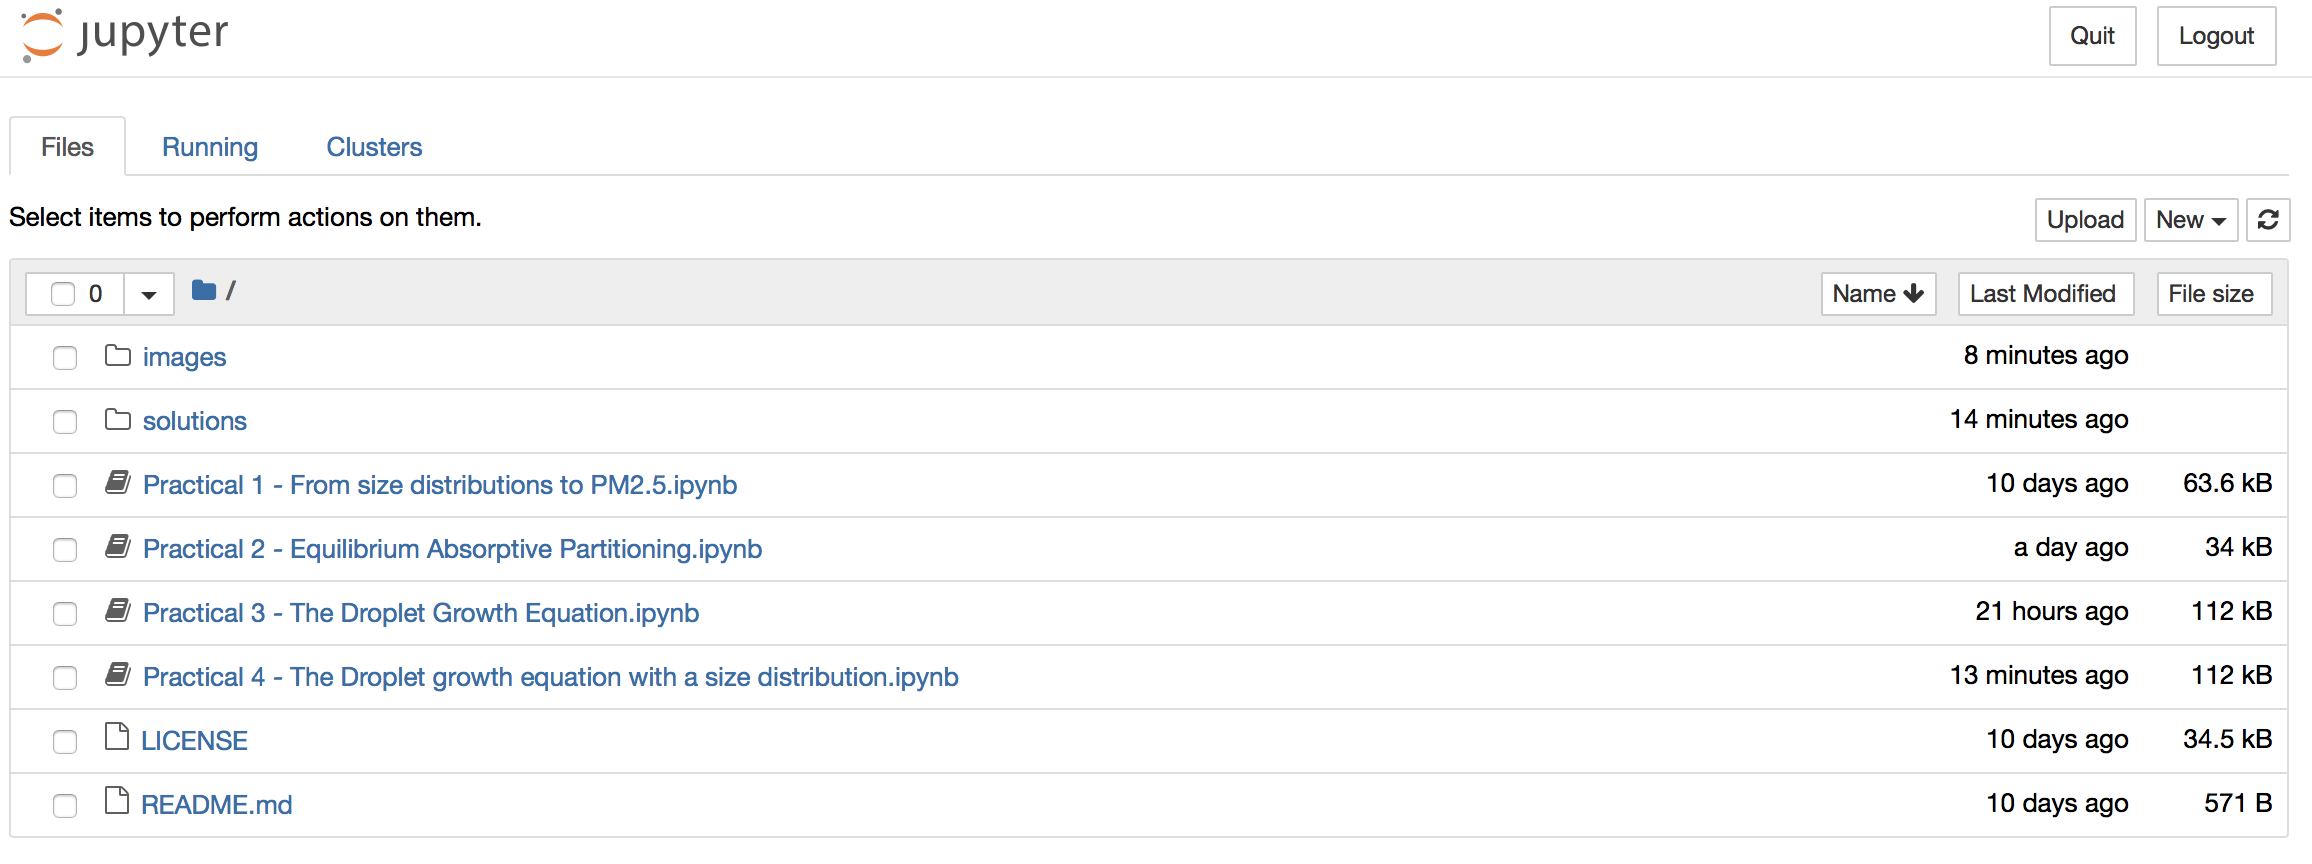 jupyter
Quit Logout
Files Running Clusters
Select items to perform actions on them.
Upload New
0 / Name Last Modified File size
images 8 minutes ago
solutions 14 minutes ago
Practical 1 - From size distributions to PM2.5.ipynb 10 days ago 63.6 kB
Practical 2 - Equilibrium Absorptive Partitioning.ipynb a day ago 34 kB
Practical 3 - The Droplet Growth Equation.ipynb 21 hours ago 112 kB
Practical 4 - The Droplet growth equation with a size distribution.ipynb 13 minutes ago 112 kB
LICENSE 10 days ago 34.5 kB
README.md 10 days ago 571 B